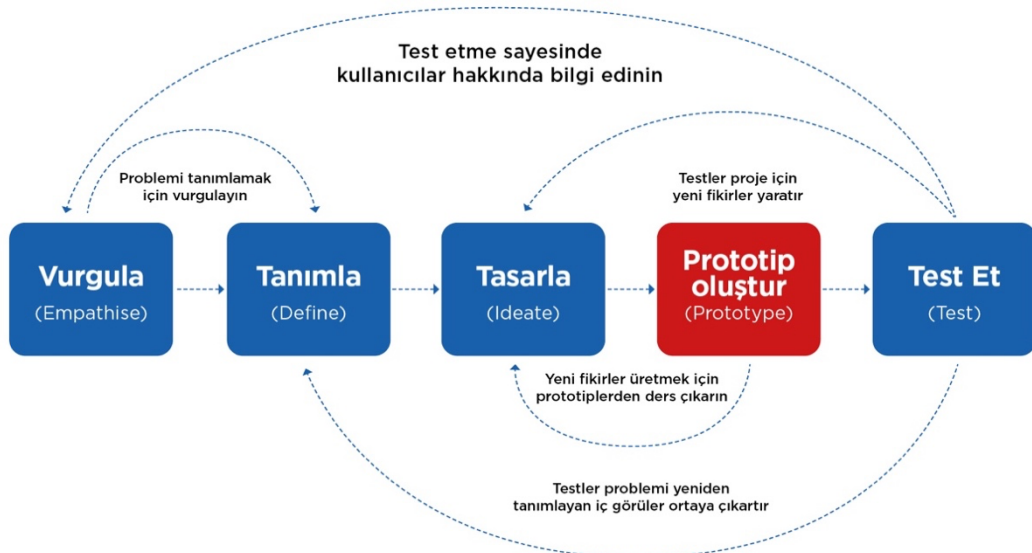 Test etme sayesinde
kullanıcılar hakkında bilgi edinin
Problemi tanımlamak
için vurgulayın
Testler proje için
yeni fikirler yaratır
Vurgula
(Empathise)
Tanımla
(Define)
Tasarla
(Ideate)
Prototip
oluştur
(Prototype)
Test Et
(Test)
Yeni fikirler üretmek için
prototiplerden ders çıkarın
Testler problemi yeniden
tanımlayan iç görüler ortaya çıkartır